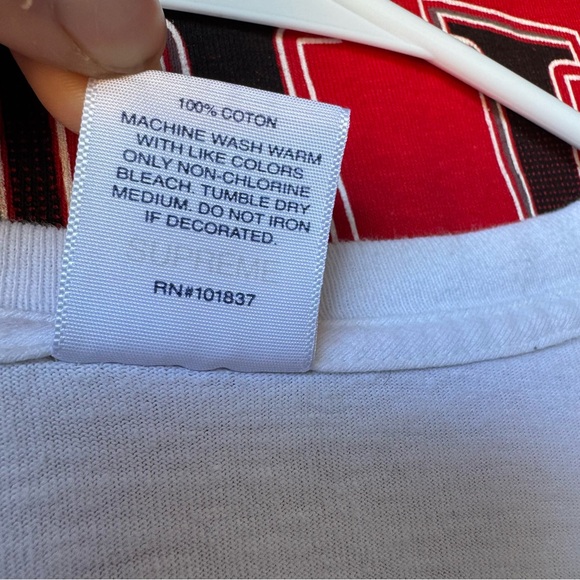 100% COTON
MACHINE WASH WARM
WITH LIKE COLORS
ONLY NON-CHLORINE
BLEACH. TUMBLE DRY
MEDIUM. DO NOT IRON
IF DECORATED.
SUPREME
RN#101837